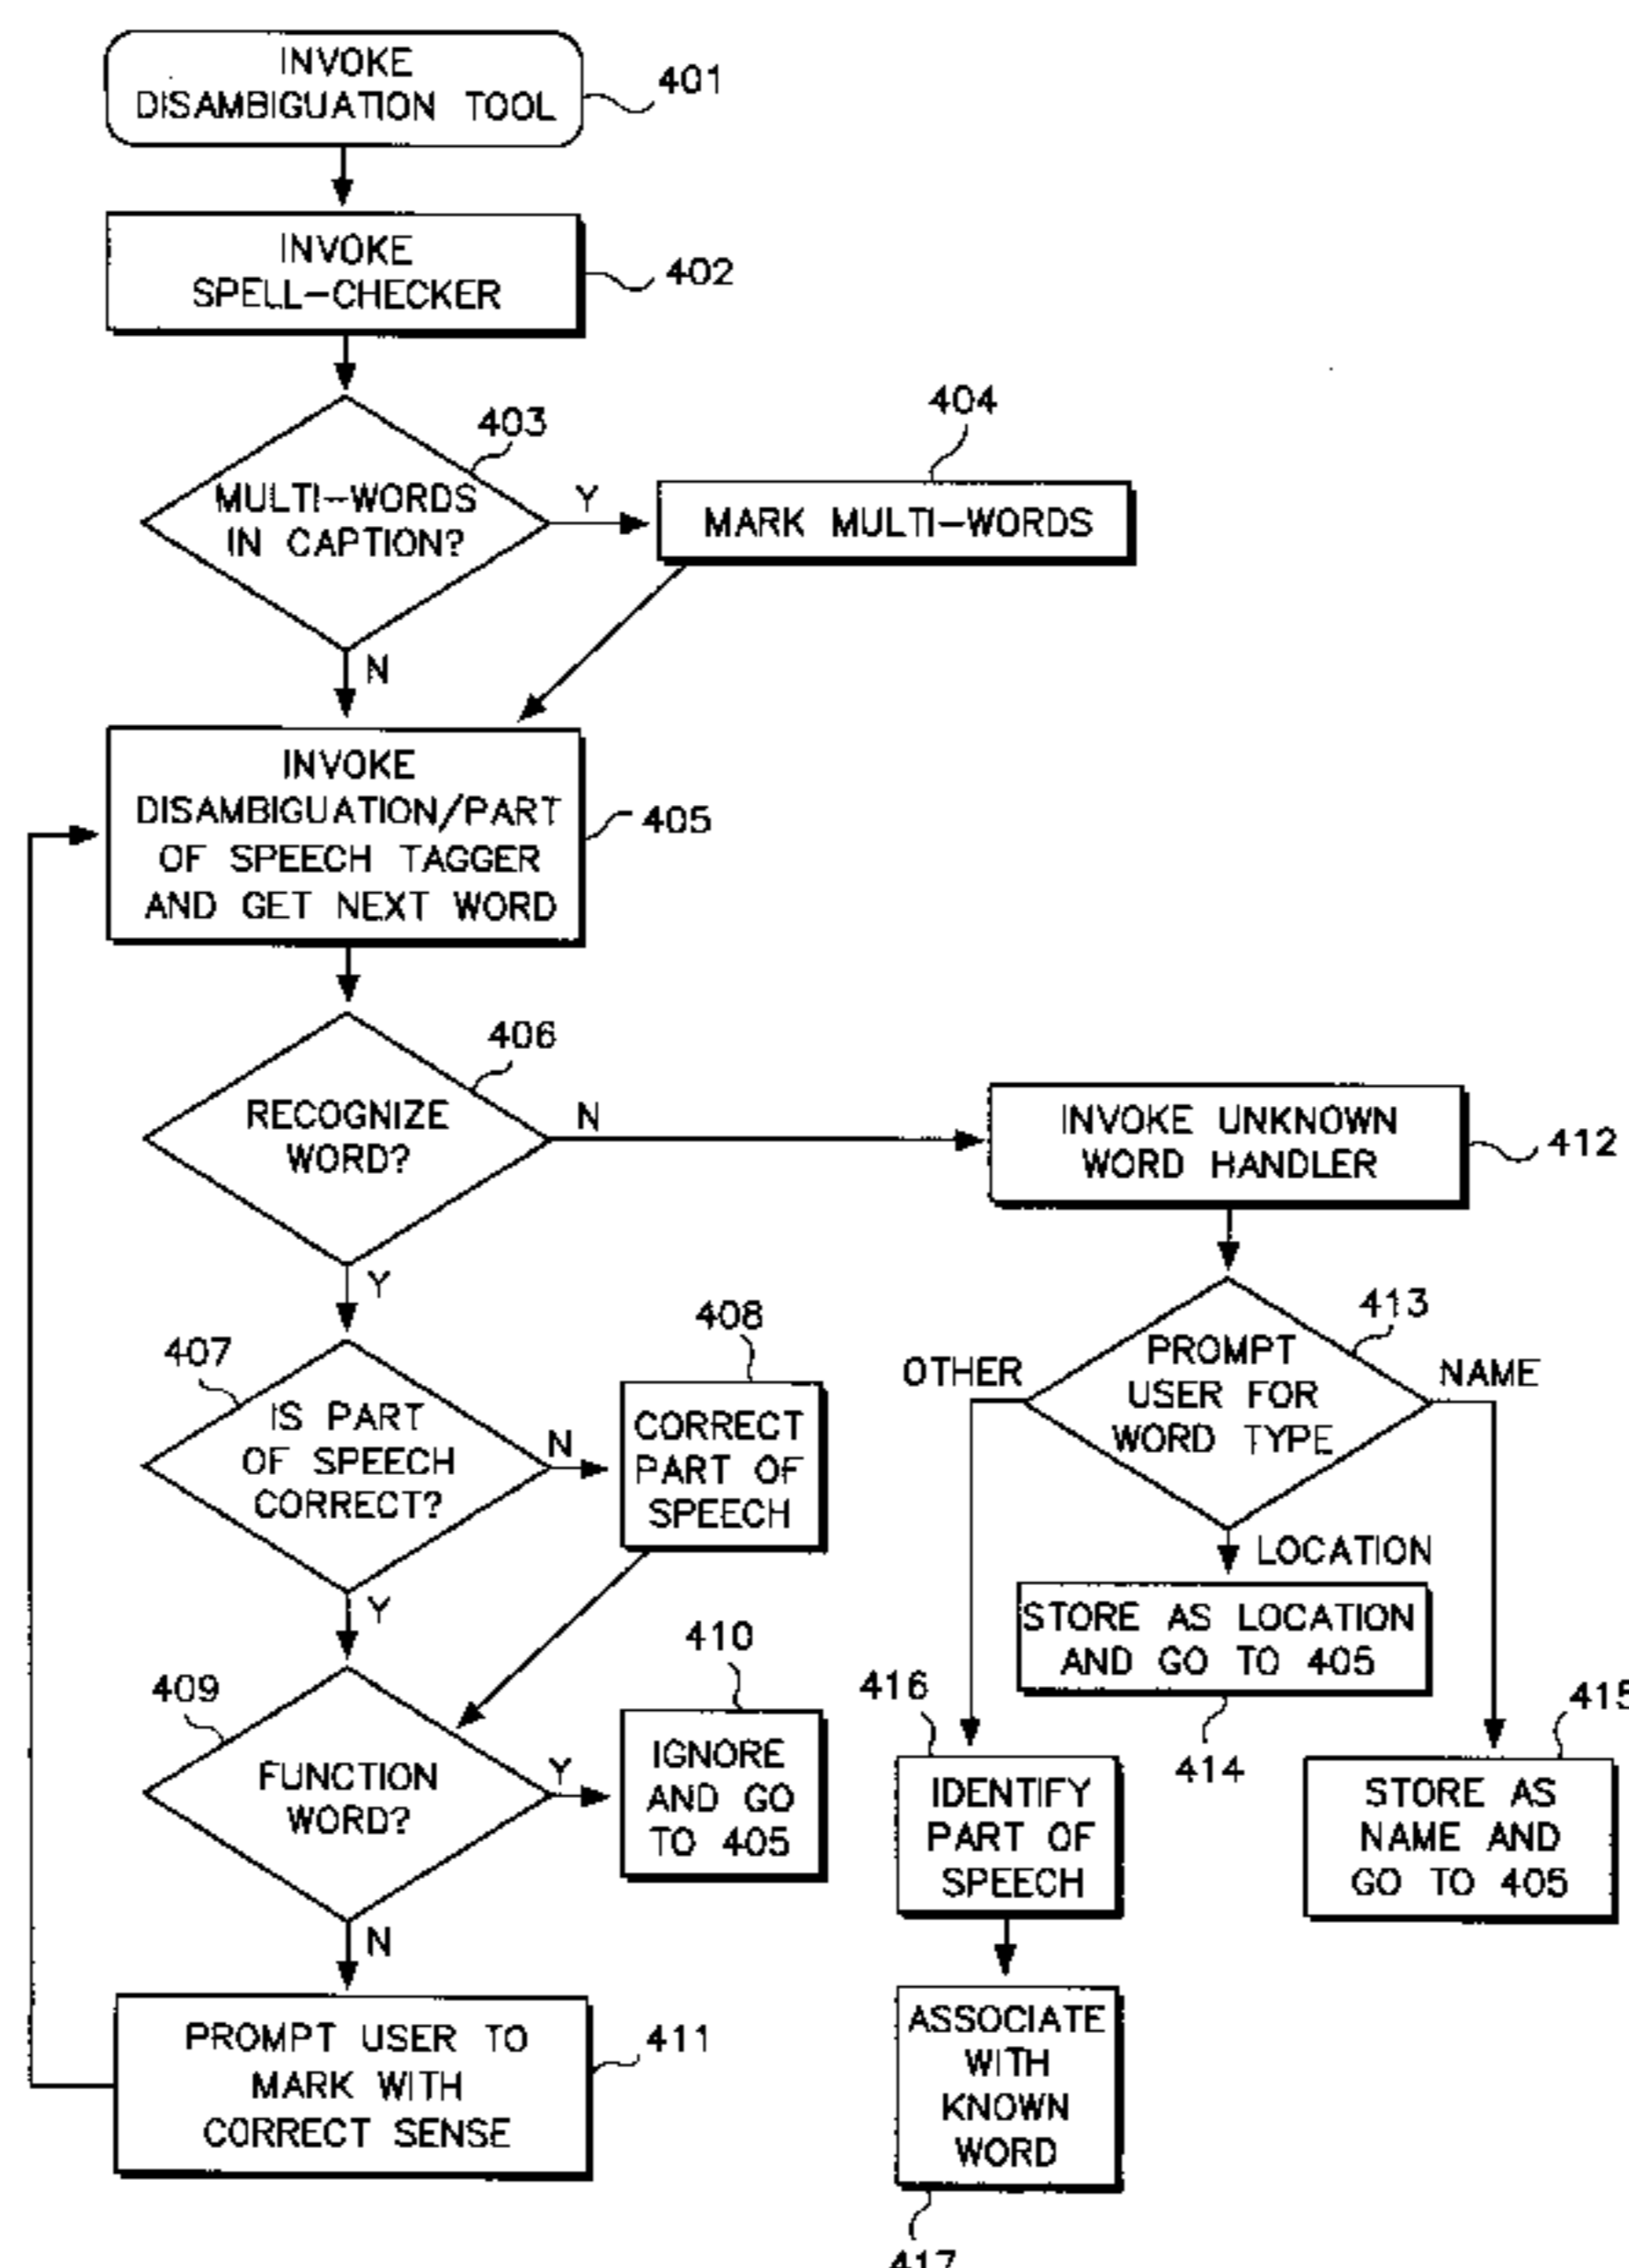 INVOKE
DISAMBIGUATION TOOL
401
INVOKE
SPELL-CHECKER
402
403
MULTI-WORDS
IN CAPTION?
Y
N
404
MARK MULTI-WORDS
INVOKE
DISAMBIGUATION/PART
OF SPEECH TAGGER
AND GET NEXT WORD
405
406
RECOGNIZE
WORD?
N
Y
INVOKE UNKNOWN
WORD HANDLER
412
407
IS PART
OF SPEECH
CORRECT?
N
Y
408
CORRECT
PART OF
SPEECH
413
PROMPT
USER FOR
WORD TYPE
OTHER
NAME
LOCATION
STORE AS LOCATION
AND GO TO 405
414
409
FUNCTION
WORD?
Y
N
410
IGNORE
AND GO
TO 405
416
IDENTIFY
PART OF
SPEECH
415
STORE AS
NAME AND
GO TO 405
PROMPT USER TO
MARK WITH
CORRECT SENSE
411
ASSOCIATE
WITH
KNOWN
WORD
417